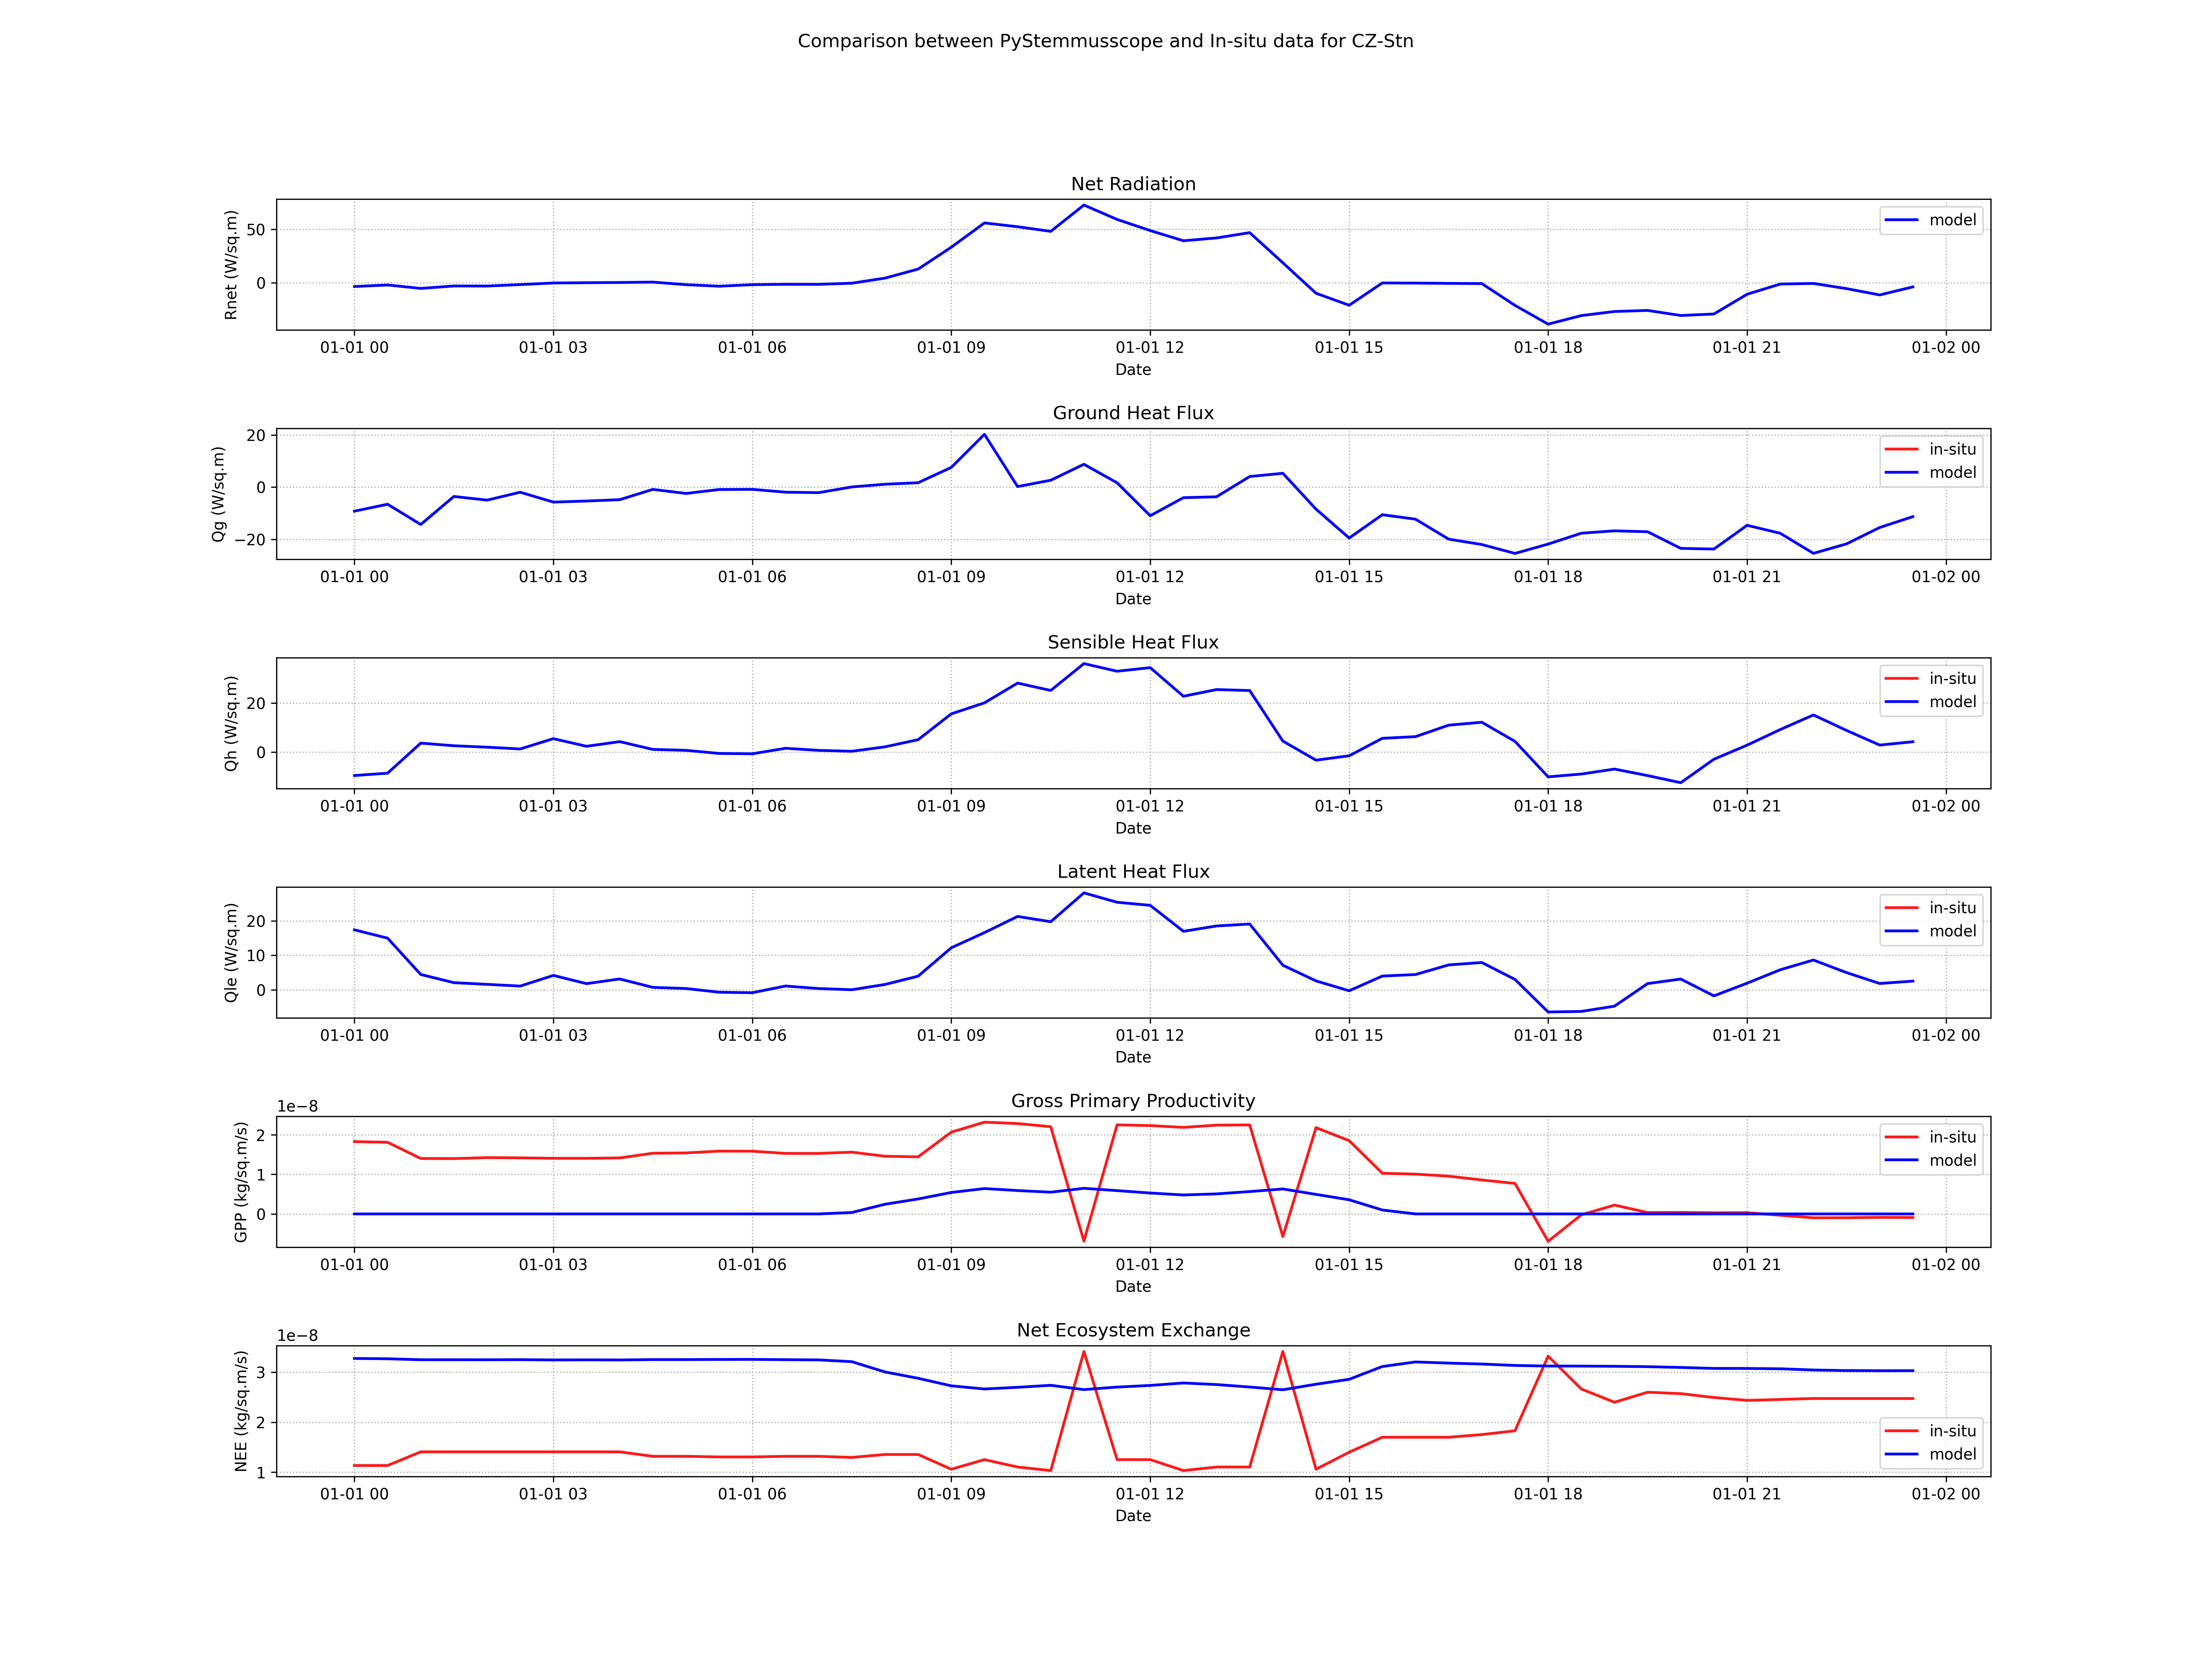 Comparison between PyStemmusscope and In-situ data for CZ-Stn
Net Radiation
Rnet (W/sq.m)
50
0
model
01-01 00 01-01 03 01-01 06 01-01 09 01-01 12 01-01 15 01-01 18 01-01 21 01-02 00
Date
Ground Heat Flux
Qg (W/sq.m)
20
0
−20
in-situ
model
01-01 00 01-01 03 01-01 06 01-01 09 01-01 12 01-01 15 01-01 18 01-01 21 01-02 00
Date
Sensible Heat Flux
Qh (W/sq.m)
20
0
in-situ
model
01-01 00 01-01 03 01-01 06 01-01 09 01-01 12 01-01 15 01-01 18 01-01 21 01-02 00
Date
Latent Heat Flux
Qle (W/sq.m)
20
10
0
in-situ
model
01-01 00 01-01 03 01-01 06 01-01 09 01-01 12 01-01 15 01-01 18 01-01 21 01-02 00
Date
1e−8
Gross Primary Productivity
GPP (kg/sq.m/s)
2
1
0
in-situ
model
01-01 00 01-01 03 01-01 06 01-01 09 01-01 12 01-01 15 01-01 18 01-01 21 01-02 00
Date
1e−8
Net Ecosystem Exchange
NEE (kg/sq.m/s)
3
2
1
in-situ
model
01-01 00 01-01 03 01-01 06 01-01 09 01-01 12 01-01 15 01-01 18 01-01 21 01-02 00
Date